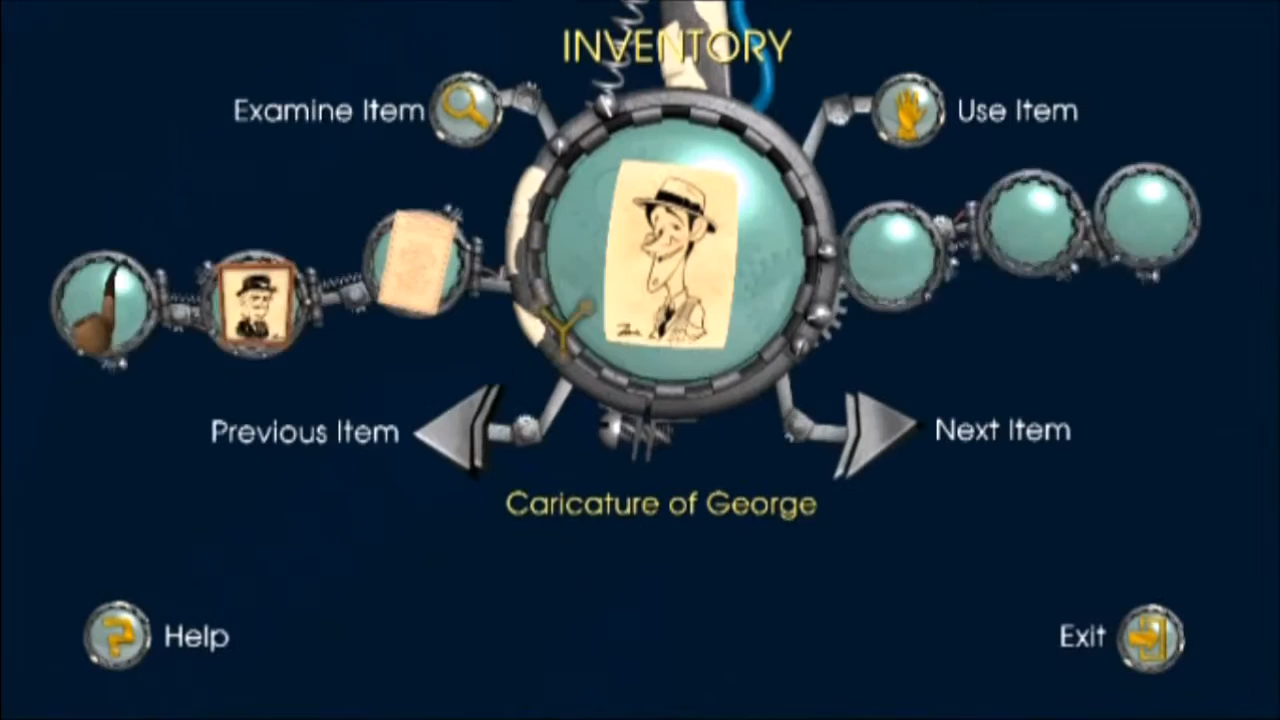 INVENTORY
Examine Item
Use Item
Previous Item
Next Item
Caricature of George
Help
Exit